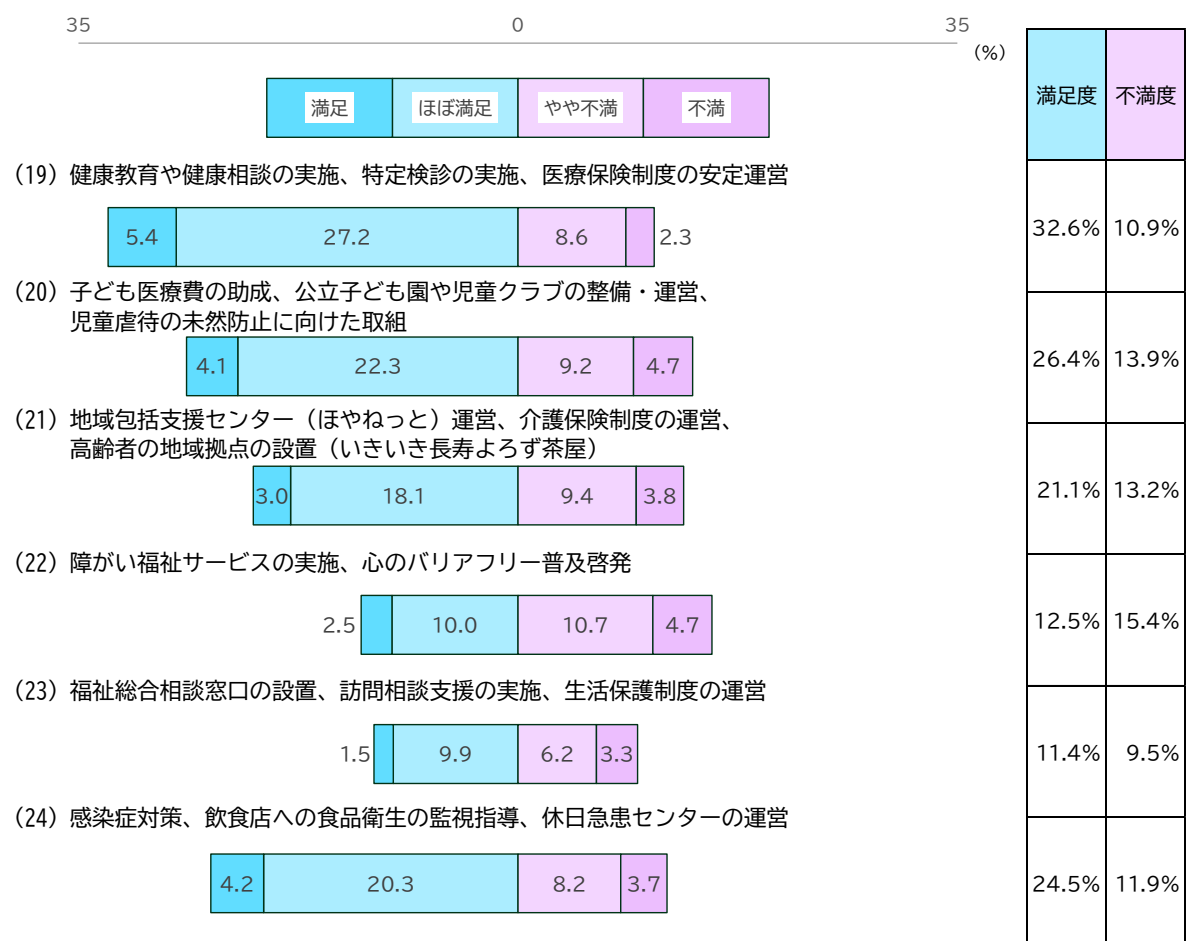 35 0 35
(%)
満足度 不満度
満足 ほぼ満足 やや不満 不満
(19) 健康教育や健康相談の実施、特定検診の実施、医療保険制度の安定運営
5.4 27.2 8.6 2.3
32.6% 10.9%
(20) 子ども医療費の助成、公立子ども園や児童クラブの整備・運営、
児童虐待の未然防止に向けた取組
4.1 22.3 9.2 4.7
26.4% 13.9%
(21) 地域包括支援センター（ほやねっと）運営、介護保険制度の運営、
高齢者の地域拠点の設置（いきいき長寿よろず茶屋）
3.0 18.1 9.4 3.8
21.1% 13.2%
(22) 障がい福祉サービスの実施、心のバリアフリー普及啓発
2.5 10.0 10.7 4.7
12.5% 15.4%
(23) 福祉総合相談窓口の設置、訪問相談支援の実施、生活保護制度の運営
1.5 9.9 6.2 3.3
11.4% 9.5%
(24) 感染症対策、飲食店への食品衛生の監視指導、休日急患センターの運営
4.2 20.3 8.2 3.7
24.5% 11.9%